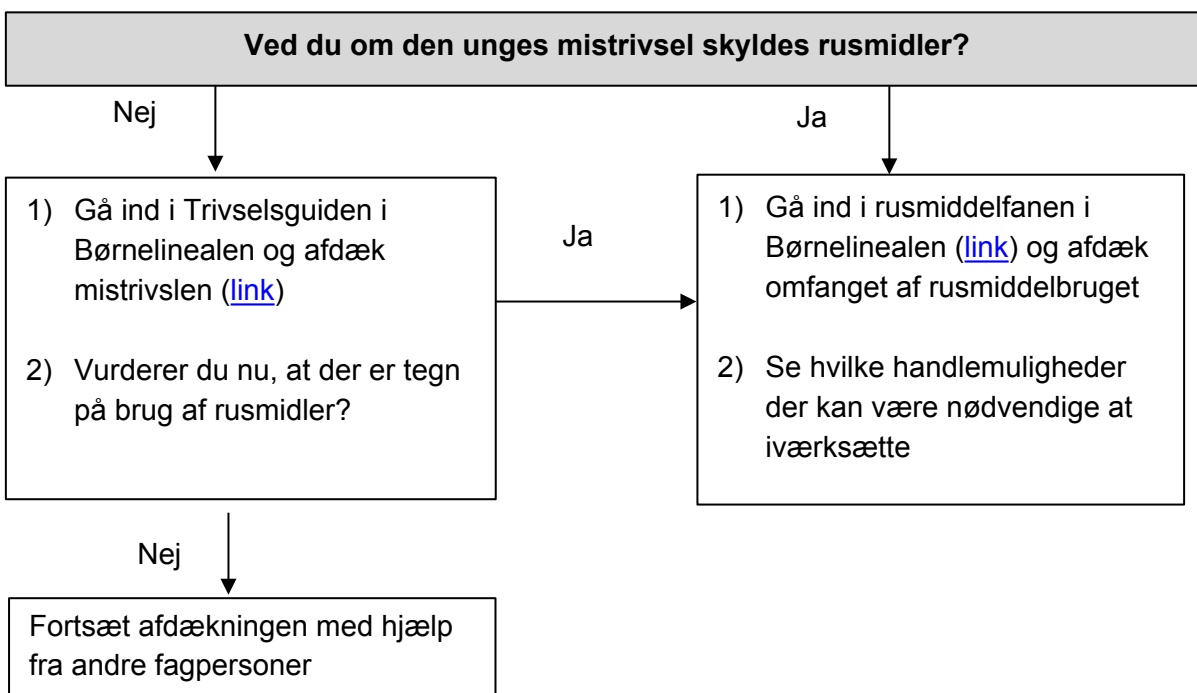 Ved du om den unges mistrivsel skyldes rusmidler?
Nej
Ja
1) Gå ind i Trivselsguiden i
Børnelinealen og afdæk
mistrivslen (link)
2) Vurderer du nu, at der er tegn
på brug af rusmidler?
Ja
1) Gå ind i rusmiddelfanen i
Børnelinealen (link) og afdæk
omfanget af rusmiddelbruget
2) Se hvilke handlemuligheder
der kan være nødvendige at
iværksætte
Nej
Fortsæt afdækningen med hjælp
fra andre fagpersoner